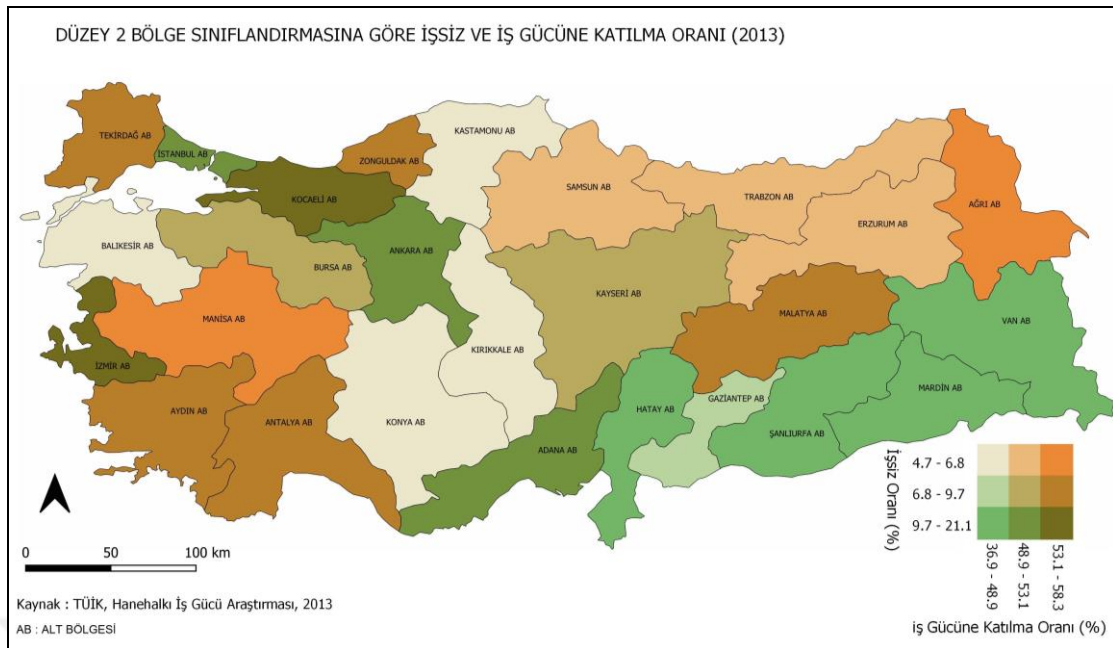 DÜZEY 2 BÖLGE SINIFLANDIRMASINA GÖRE İŞSİZ VE İŞ GÜCÜNE KATILMA ORANI (2013)
TEKİRDAĞ AB
İSTANBUL AB
KOCAELİ AB
ZONGULDAK AB
KASTAMONU AB
SAMSUN AB
TRABZON AB
ERZURUM AB
AĞRI AB
BALIKESİR AB
BURSA AB
ANKARA AB
KAYSERİ AB
MALATYA AB
VAN AB
MANİSA AB
KIRIKKALE AB
İZMİR AB
AYDIN AB
ANTALYA AB
KONYA AB
ADANA AB
HATAY AB
GAZİANTEP AB
ŞANLIURFA AB
MARDİN AB
İşsiz Oranı (%)
4.7 - 6.8
6.8 - 9.7
9.7 - 21.1
36.9 - 48.9
48.9 - 53.1
53.1 - 58.3
iş Gücüne Katılma Oranı (%)
0 50 100 km
Kaynak : TÜİK, Hanehalkı İş Gücü Araştırması, 2013
AB : ALT BÖLGESİ